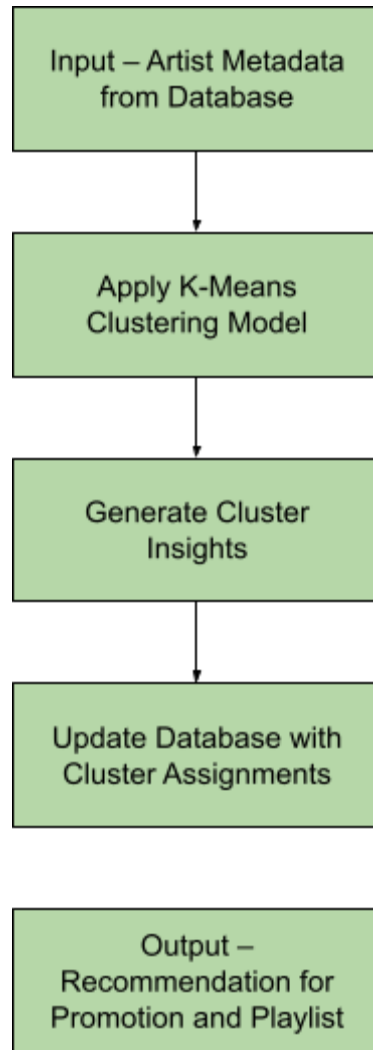 Input – Artist Metadata
from Database
Apply K-Means
Clustering Model
Generate Cluster
Insights
Update Database with
Cluster Assignments
Output –
Recommendation for
Promotion and Playlist